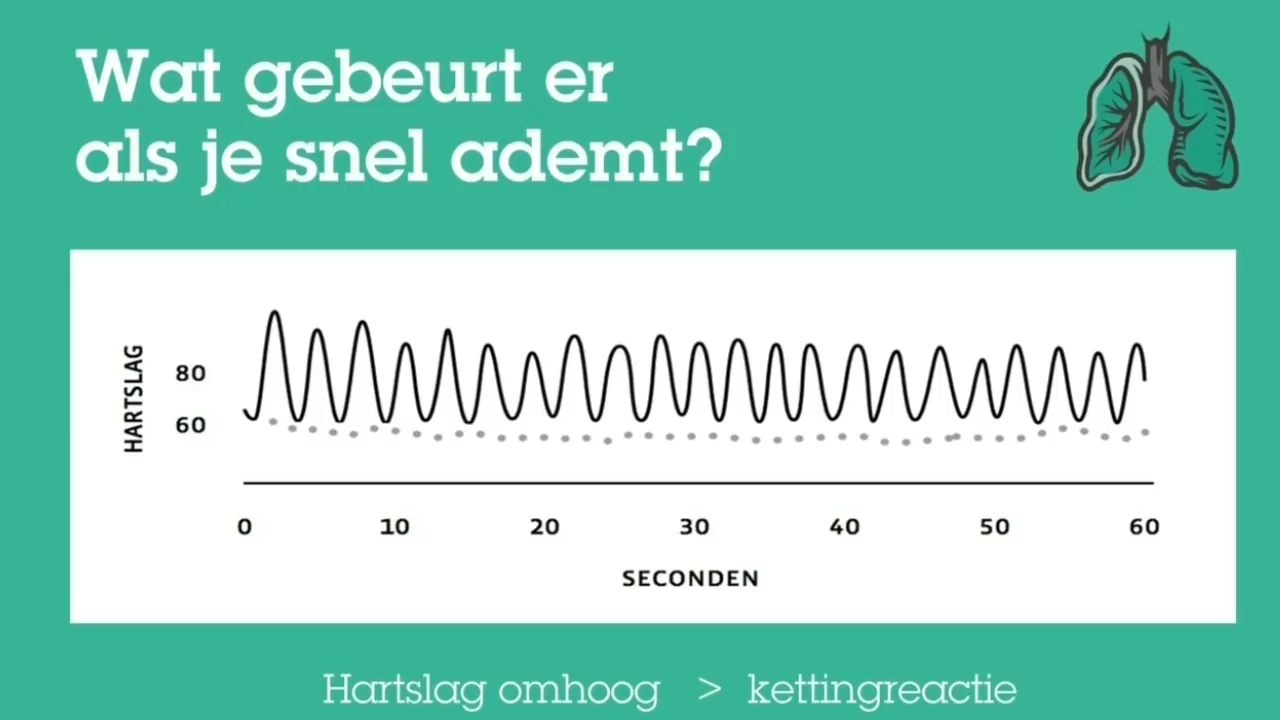 Wat gebeurt er
als je snel ademt?
HARTSLAG
80
60
0 10 20 30 40 50 60
SECONDEN
Hartslag omhoog > kettingreactie